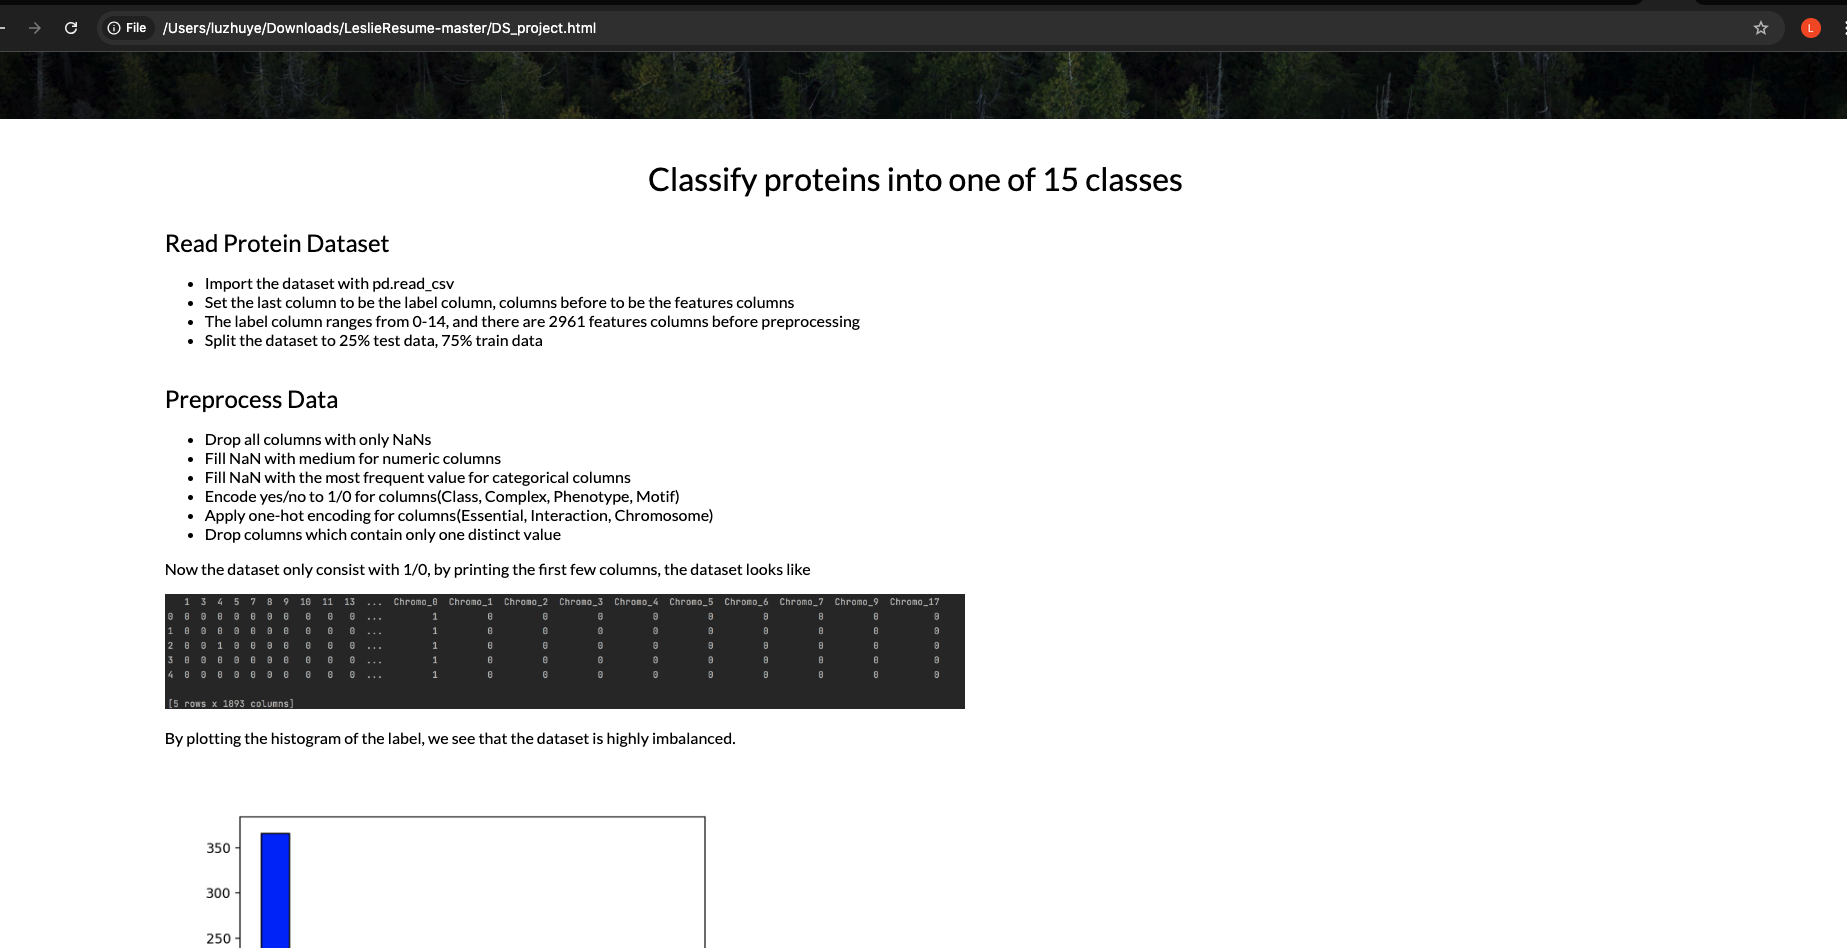 File /Users/luzhuye/Downloads/LeslieResume-master/DS_project.html
L
Classify proteins into one of 15 classes
Read Protein Dataset
• Import the dataset with pd.read_csv
• Set the last column to be the label column, columns before to be the features columns
• The label column ranges from 0-14, and there are 2961 features columns before preprocessing
• Split the dataset to 25% test data, 75% train data
Preprocess Data
• Drop all columns with only NaNs
• Fill NaN with medium for numeric columns
• Fill NaN with the most frequent value for categorical columns
• Encode yes/no to 1/0 for columns(Class, Complex, Phenotype, Motif)
• Apply one-hot encoding for columns(Essential, Interaction, Chromosome)
• Drop columns which contain only one distinct value
Now the dataset only consist with 1/0, by printing the first few columns, the dataset looks like
1 3 4 5 7 8 9 10 11 13 ... Chromo_0 Chromo_1 Chromo_2 Chromo_3 Chromo_4 Chromo_5 Chromo_6 Chromo_7 Chromo_9 Chromo_17
0 0 0 0 0 0 0 0 0 0 0 ... 1 0 0 0 0 0 0 0 0 0
1 0 0 0 0 0 0 0 0 0 0 ... 1 0 0 0 0 0 0 0 0 0
2 0 0 1 0 0 0 0 0 0 0 ... 1 0 0 0 0 0 0 0 0 0
3 0 0 0 0 0 0 0 0 0 0 ... 1 0 0 0 0 0 0 0 0 0
4 0 0 0 0 0 0 0 0 0 0 ... 1 0 0 0 0 0 0 0 0 0
[5 rows x 1893 columns]
By plotting the histogram of the label, we see that the dataset is highly imbalanced.
350
300
250